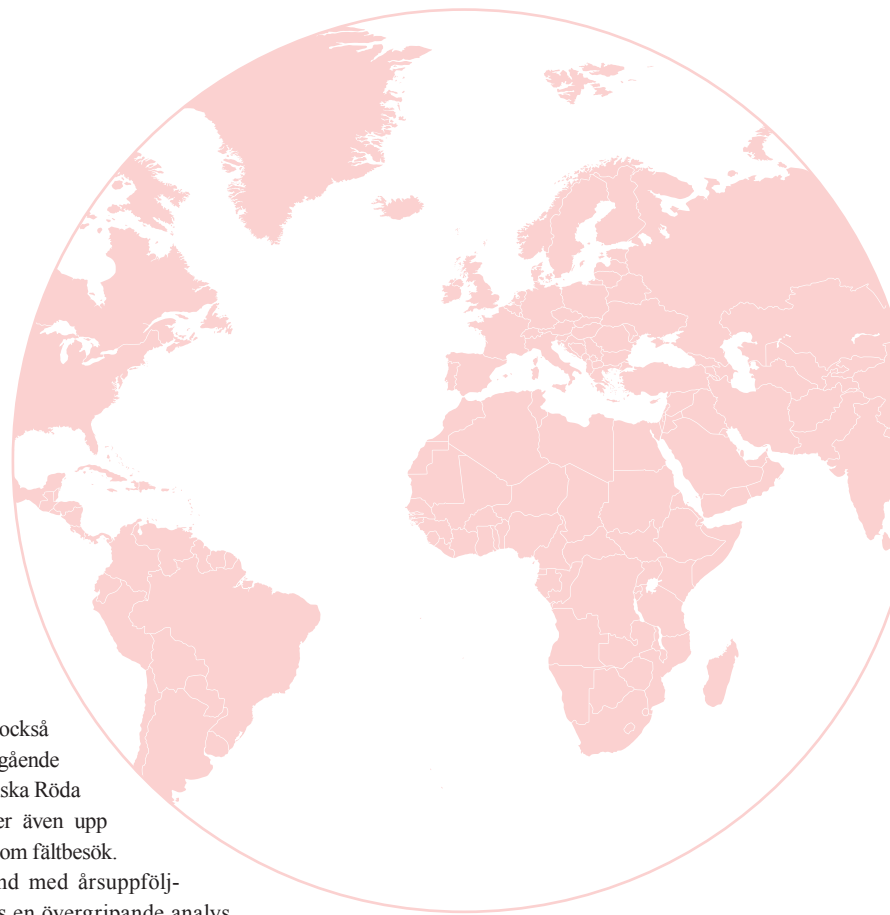 också
gående
ska Röda
er även upp
om fältbesök.
nd med årsuppfölj-
s en övergripande analys